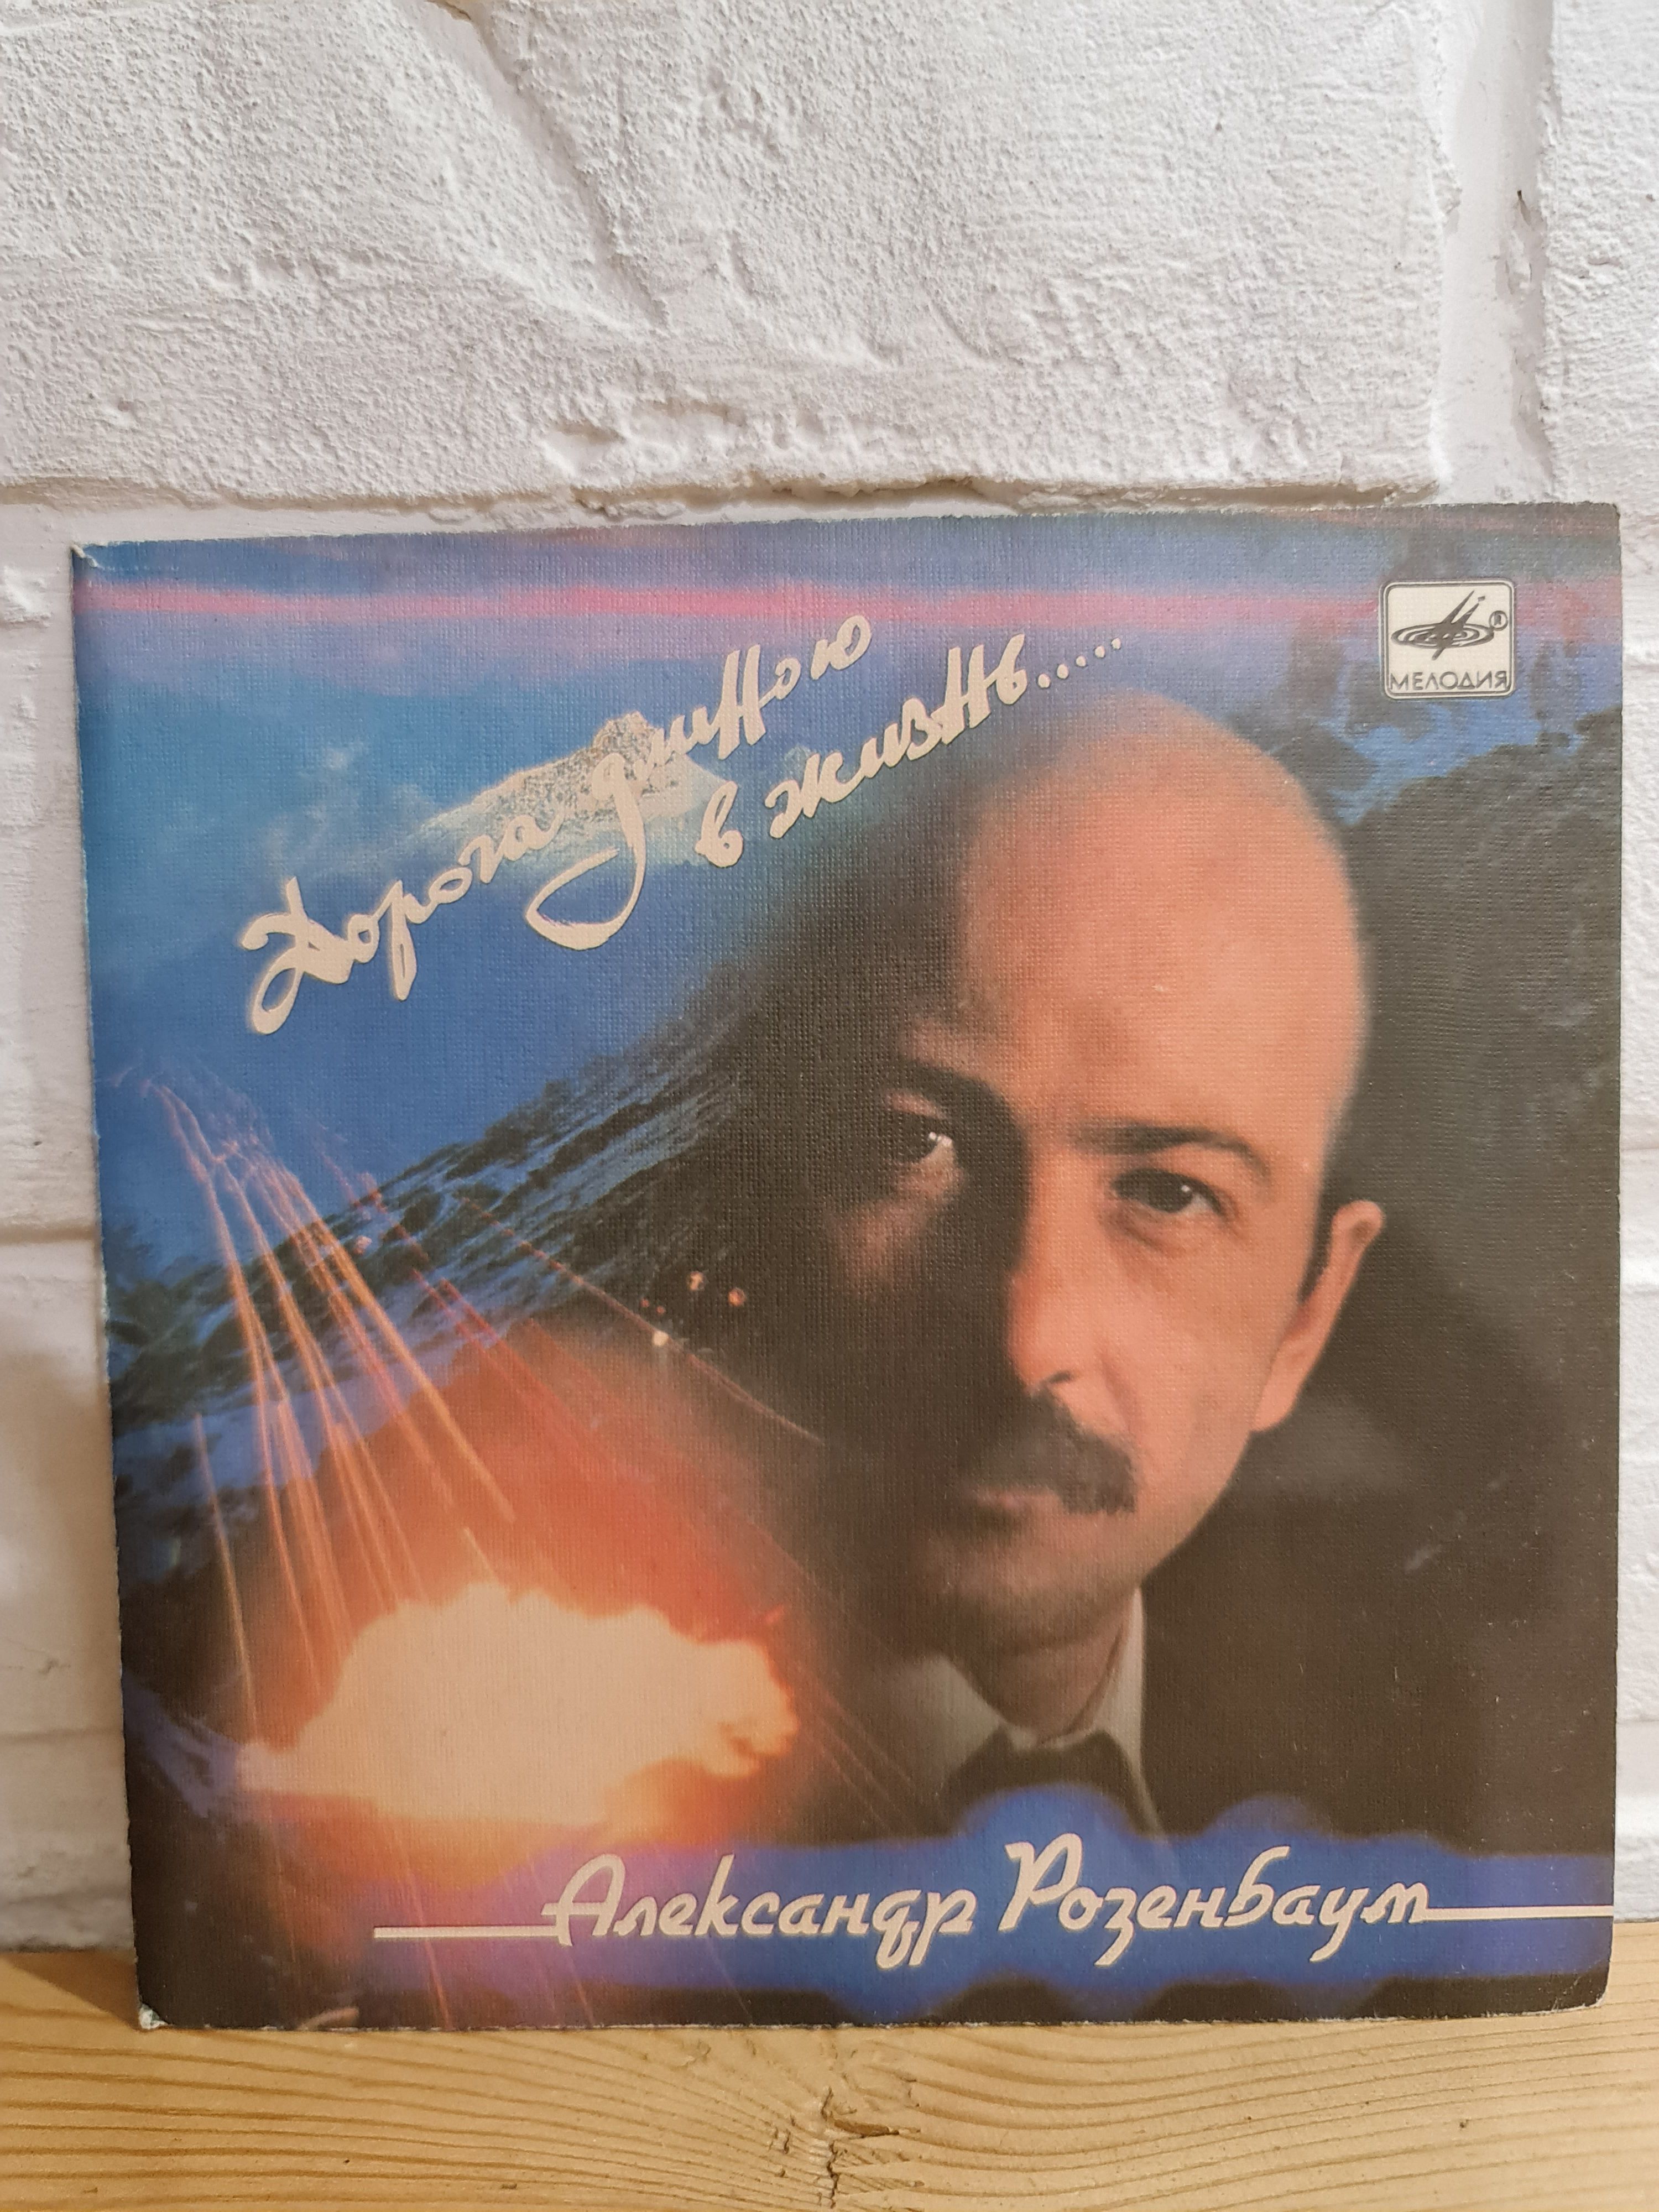 Дорога длиною
в жизнь.....
МЕЛОДИЯ
Александр Розенбаум